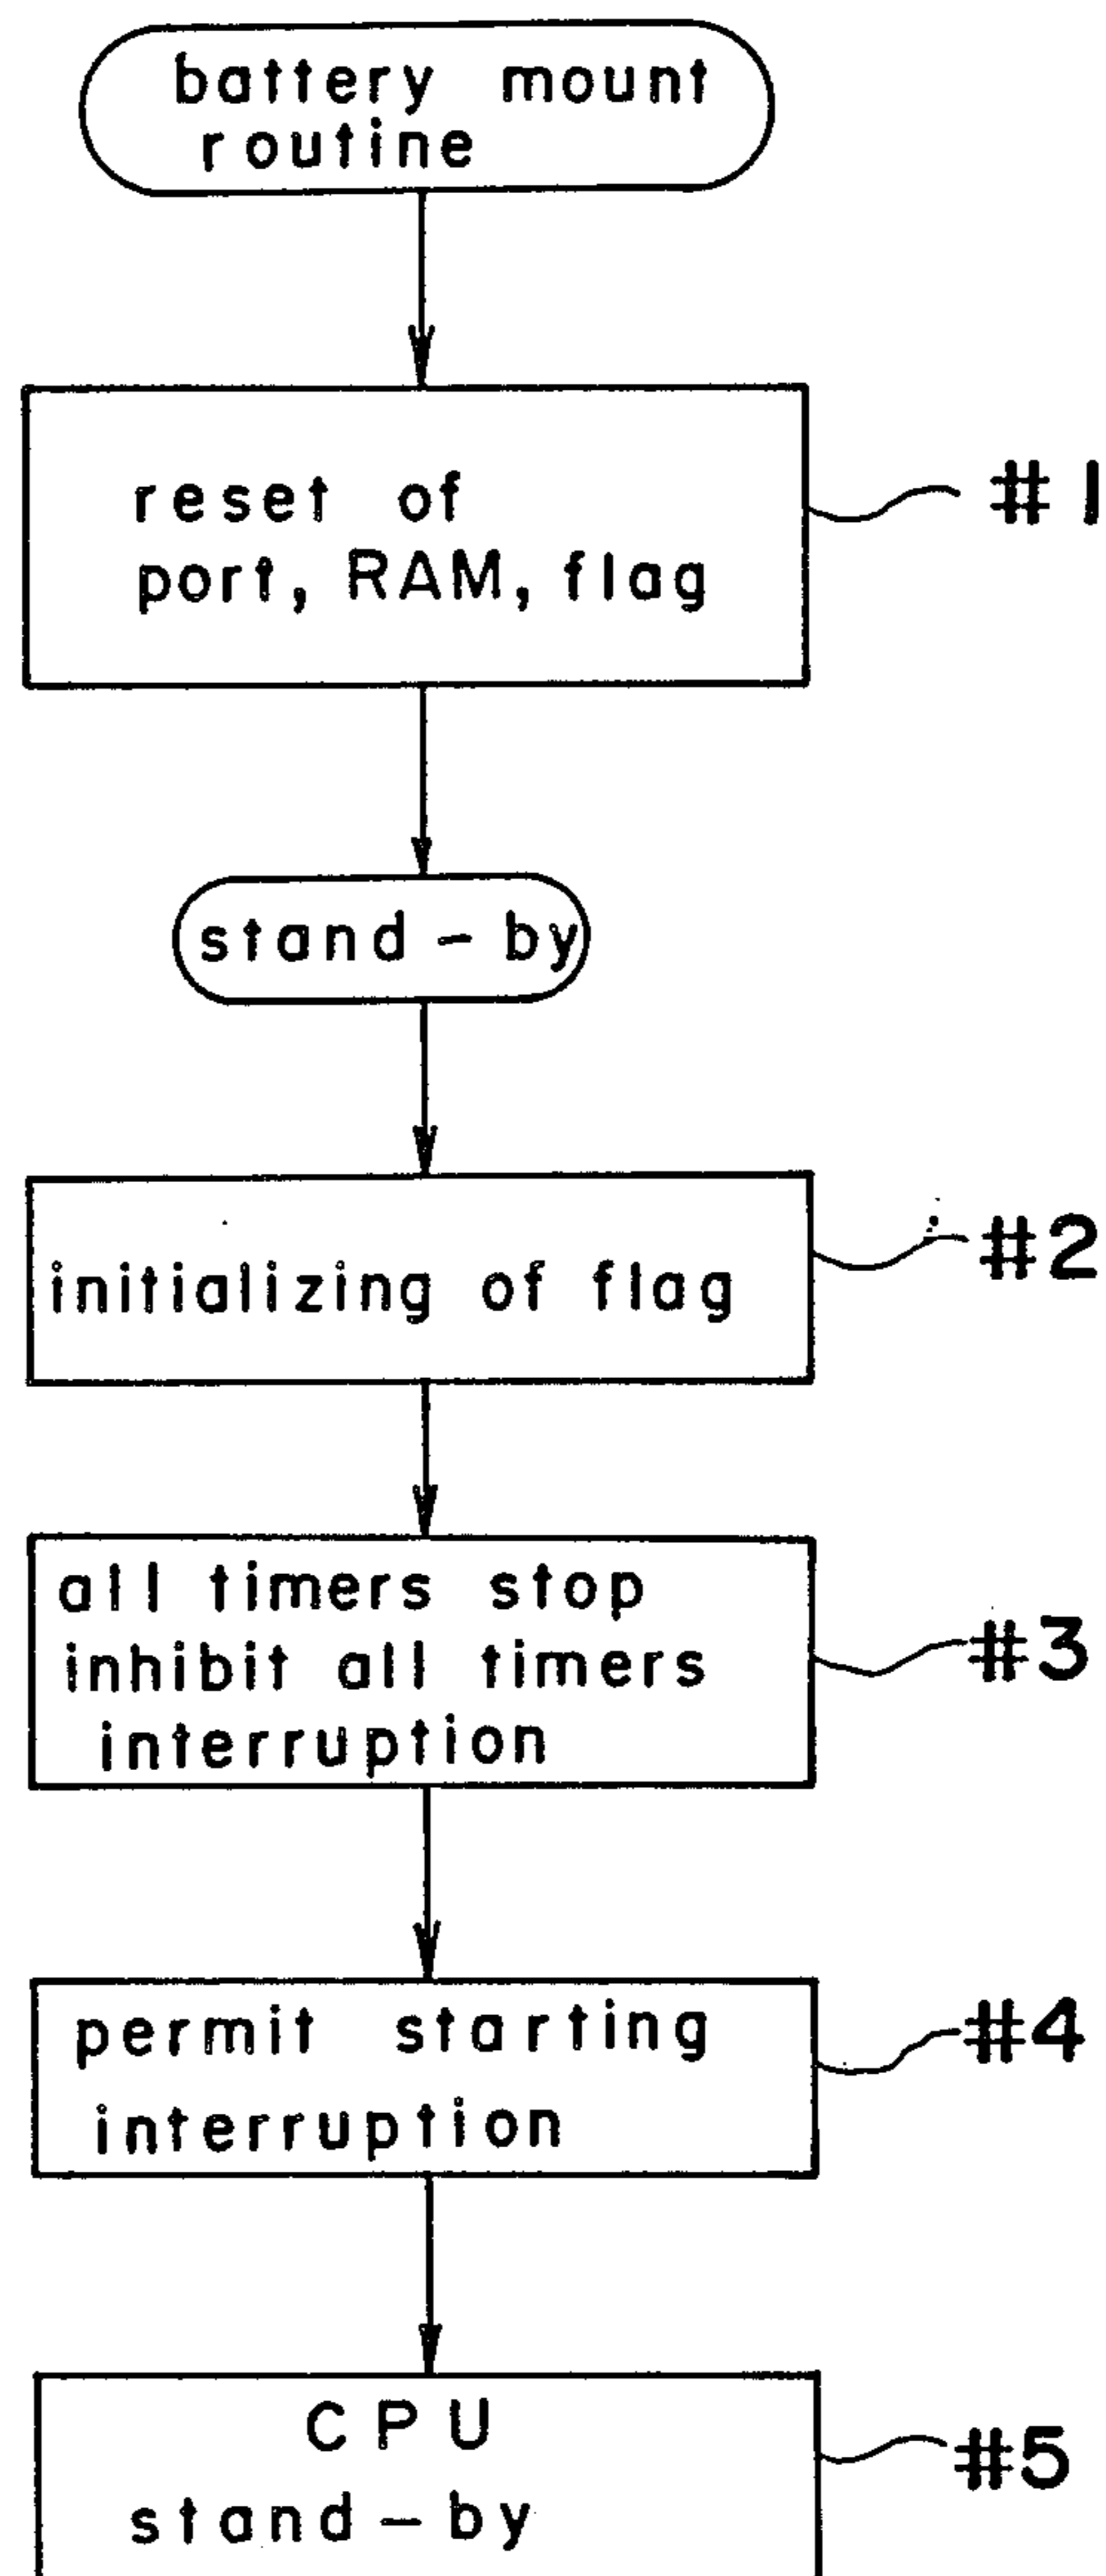 battery mount
routine
reset of
port, RAM, flag
#1
stand-by
initializing of flag
#2
all timers stop
inhibit all timers
interruption
#3
permit starting
interruption
#4
CPU
stand-by
#5